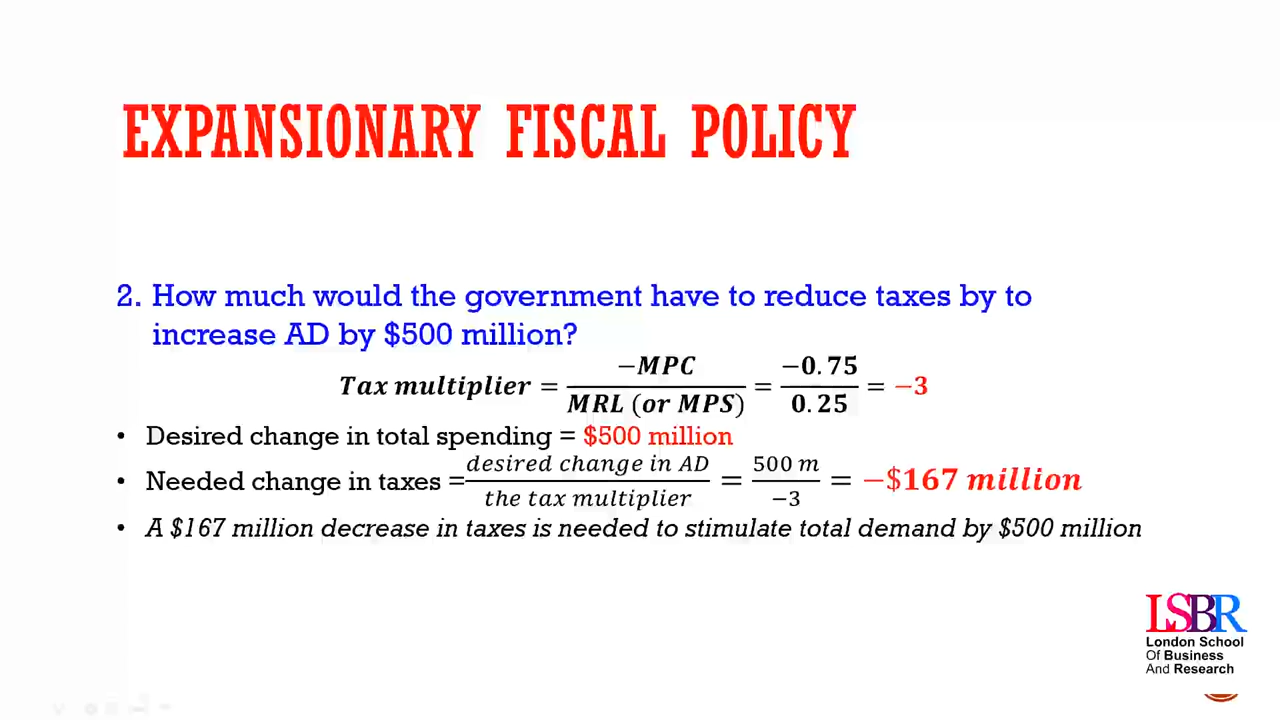 EXPANSIONARY FISCAL POLICY
2. How much would the government have to reduce taxes by to
increase AD by $500 million?
Tax multiplier = −MPC / MRL (or MPS) = −0.75 / 0.25 = −3
• Desired change in total spending = $500 million
• Needed change in taxes = desired change in AD / the tax multiplier = 500 m / −3 = −$167 million
• A $167 million decrease in taxes is needed to stimulate total demand by $500 million
LSBR
London School
Of Business
And Research